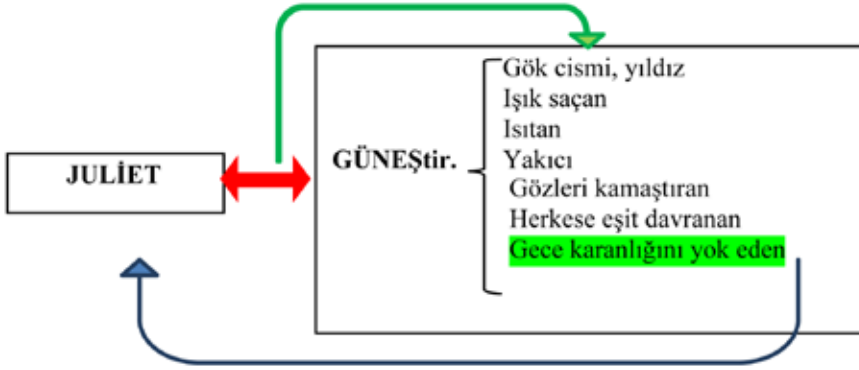 JULİET
GÜNEŞtir.
Gök cismi, yıldız
Işık saçan
Isıtan
Yakıcı
Gözleri kamaştıran
Herkese eşit davranan
Gece karanlığını yok eden